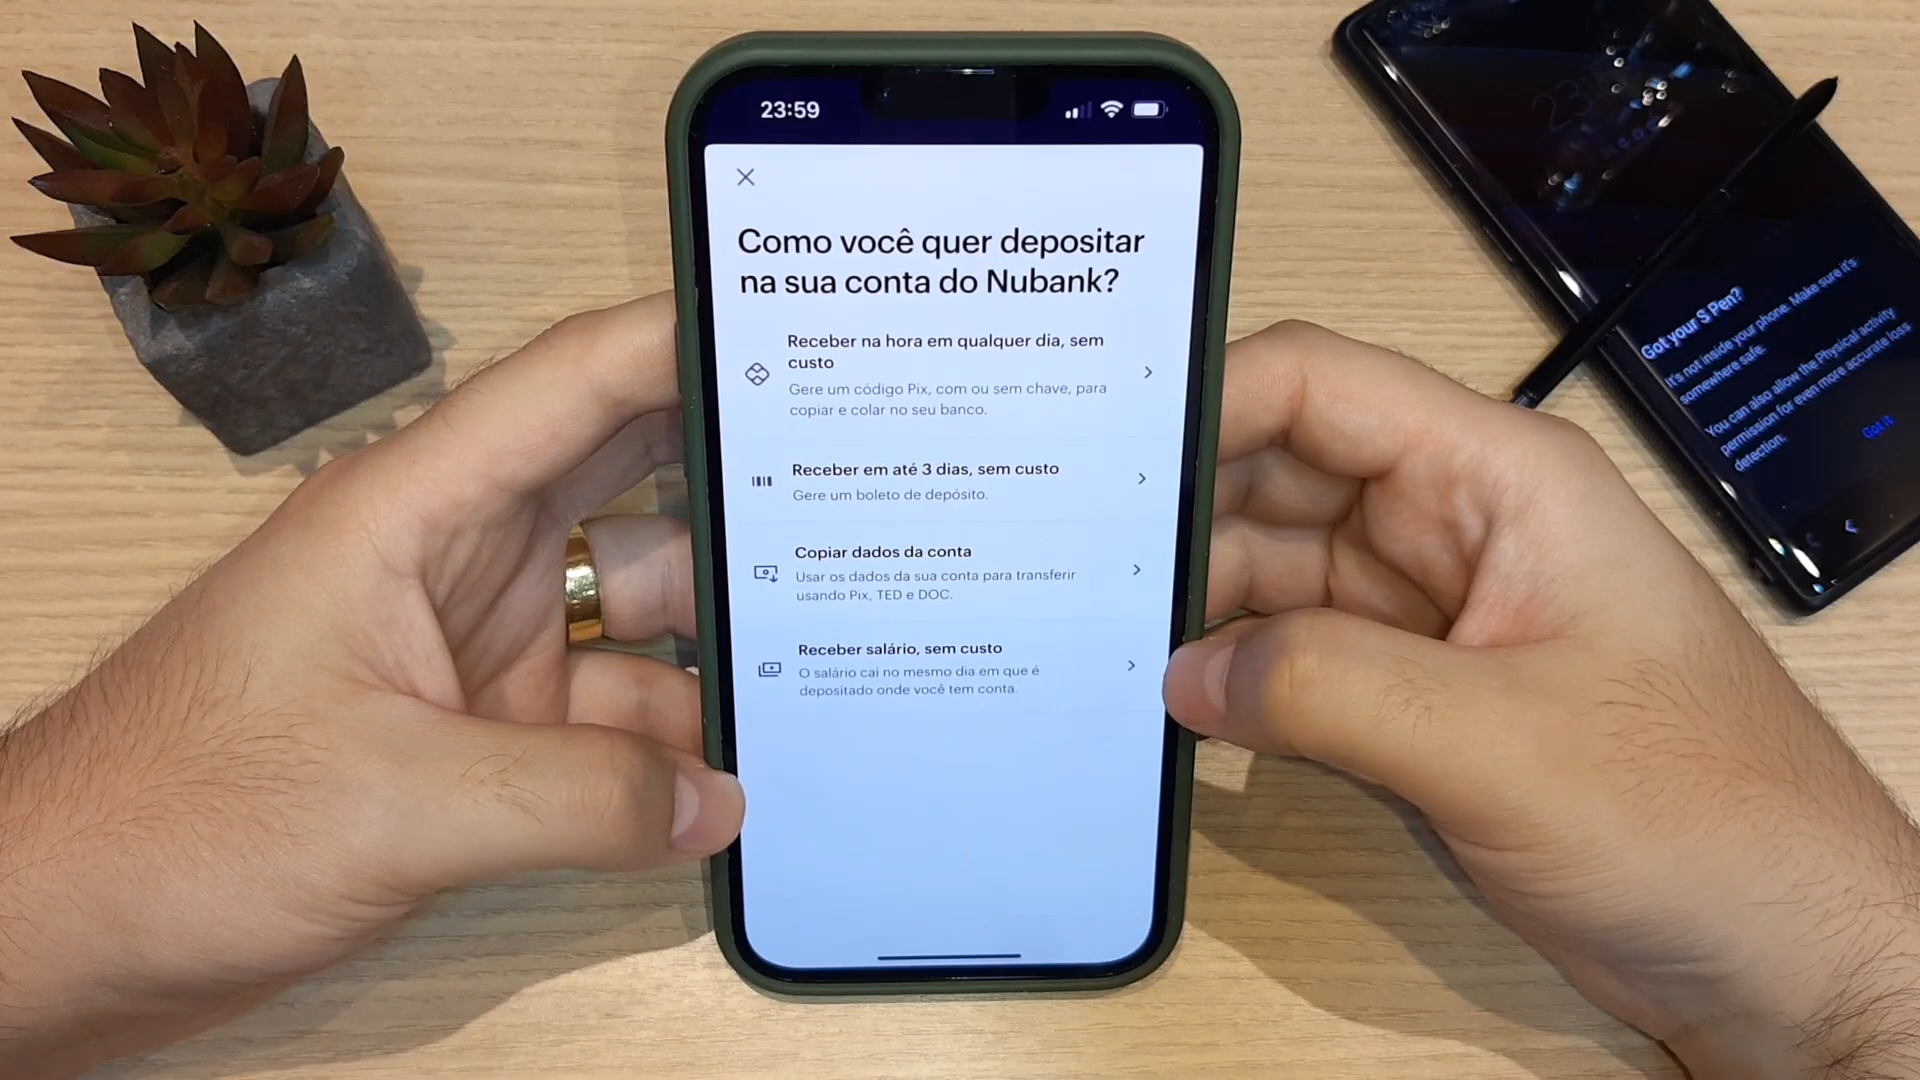 23:59
Como você quer depositar
na sua conta do Nubank?
Receber na hora em qualquer dia, sem
custo
Gere um código Pix, com ou sem chave, para
copiar e colar no seu banco.
Receber em até 3 dias, sem custo
Gere um boleto de depósito.
Copiar dados da conta
Usar os dados da sua conta para transferir
usando Pix, TED e DOC.
Receber salário, sem custo
O salário cai no mesmo dia em que é
depositado onde você tem conta.
Got your S Pen?
It's not inside your phone. Make sure it's
somewhere safe.
You can also allow the Physical activity
permission for even more accurate loss
detection.
Got it